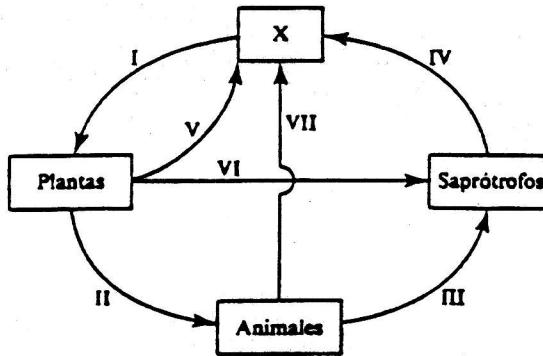 X
I
IV
V
VII
VI
Plantas
Saprótrofos
II
III
Animales